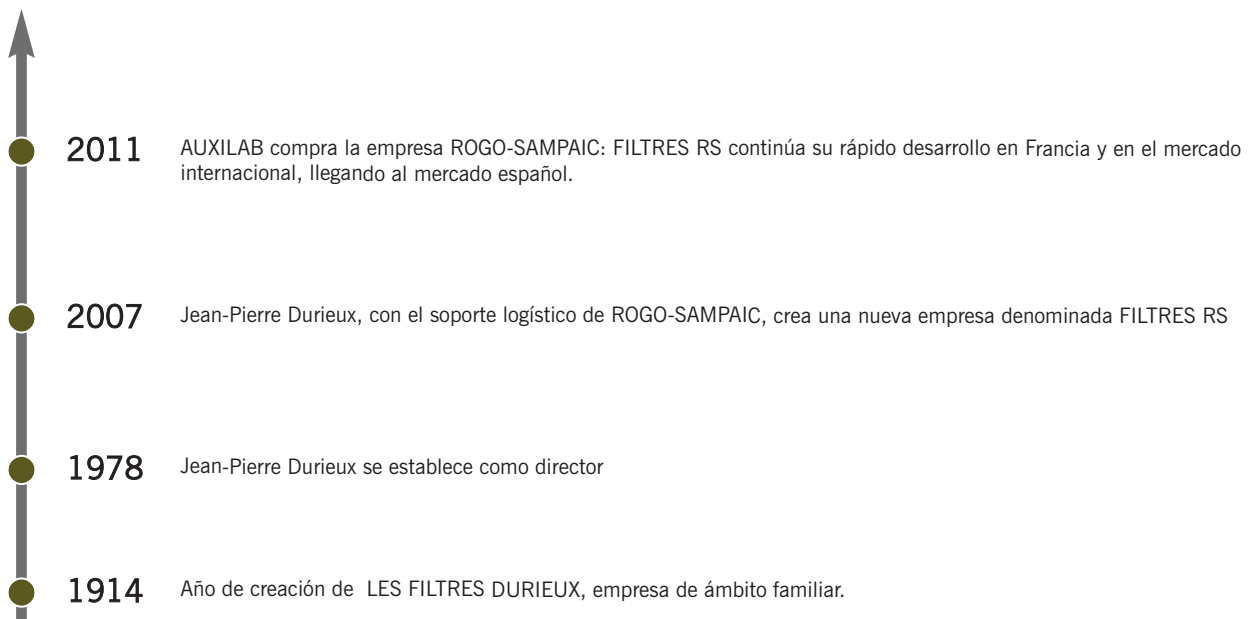 2011 AUXILAB compra la empresa ROGO-SAMPAIC: FILTRES RS continúa su rápido desarrollo en Francia y en el mercado
internacional, llegando al mercado español.
2007 Jean-Pierre Durieux, con el soporte logístico de ROGO-SAMPAIC, crea una nueva empresa denominada FILTRES RS
1978 Jean-Pierre Durieux se establece como director
1914 Año de creación de LES FILTRES DURIEUX, empresa de ámbito familiar.